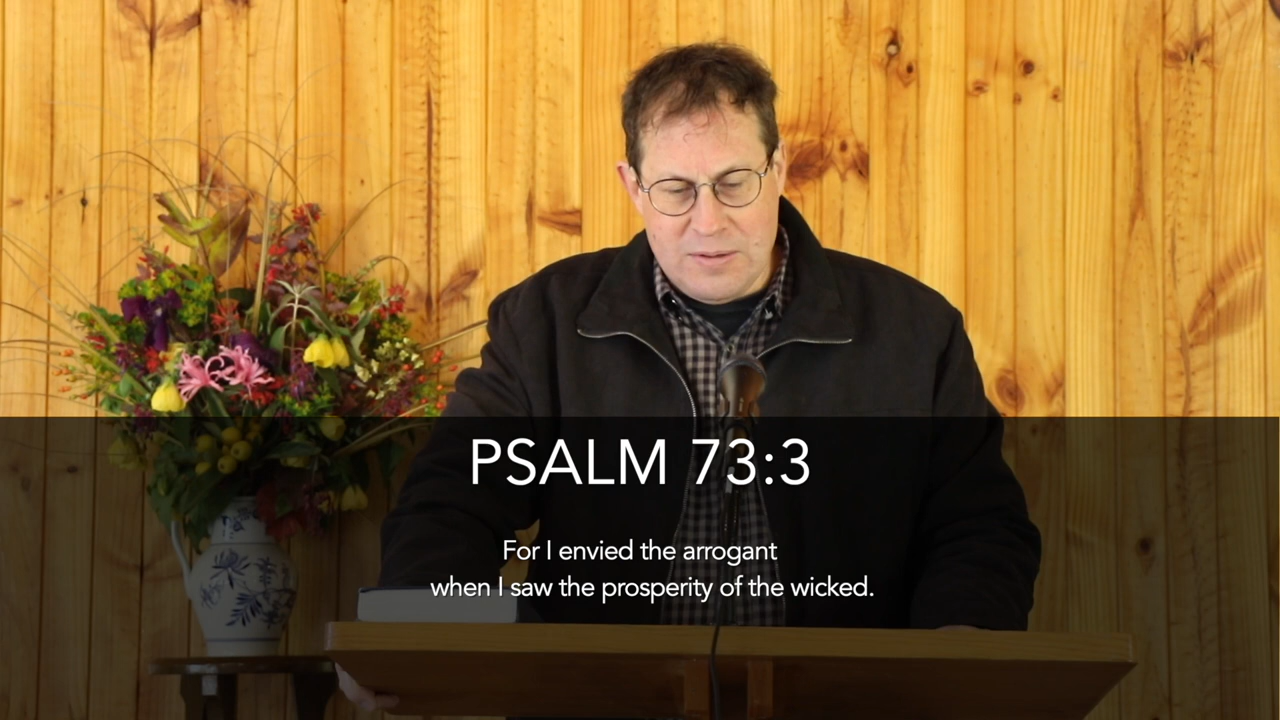 PSALM 73:3
For I envied the arrogant
when I saw the prosperity of the wicked.